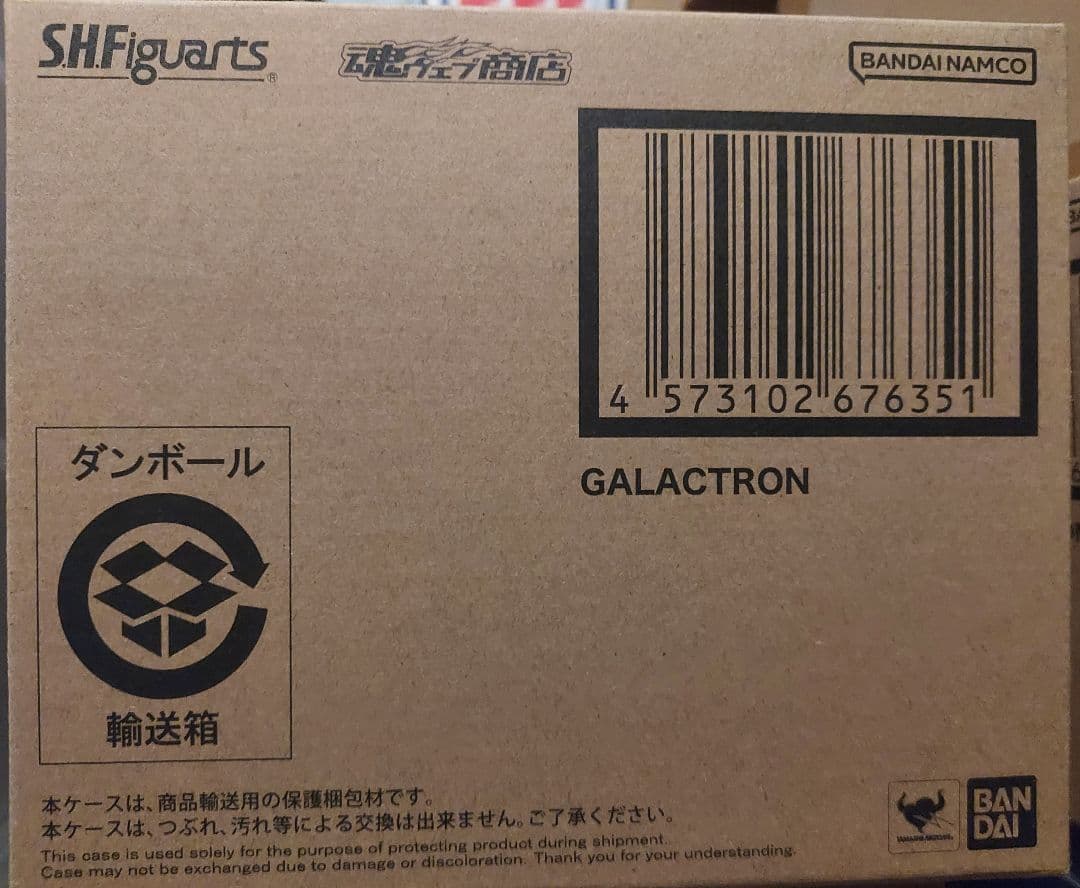 S.H.Figuarts®
魂ウェブ商店
BANDAI NAMCO
4 573102 676351
GALACTRON
ダンボール
輸送箱
本ケースは、商品輸送用の保護梱包材です。
本ケースは、つぶれ、汚れ等による交換は出来ません。ご了承ください。
This case is used solely for the purpose of protecting product during shipment.
Case may not be exchanged due to damage or discoloration. Thank you for your understanding.
BAN
DAI